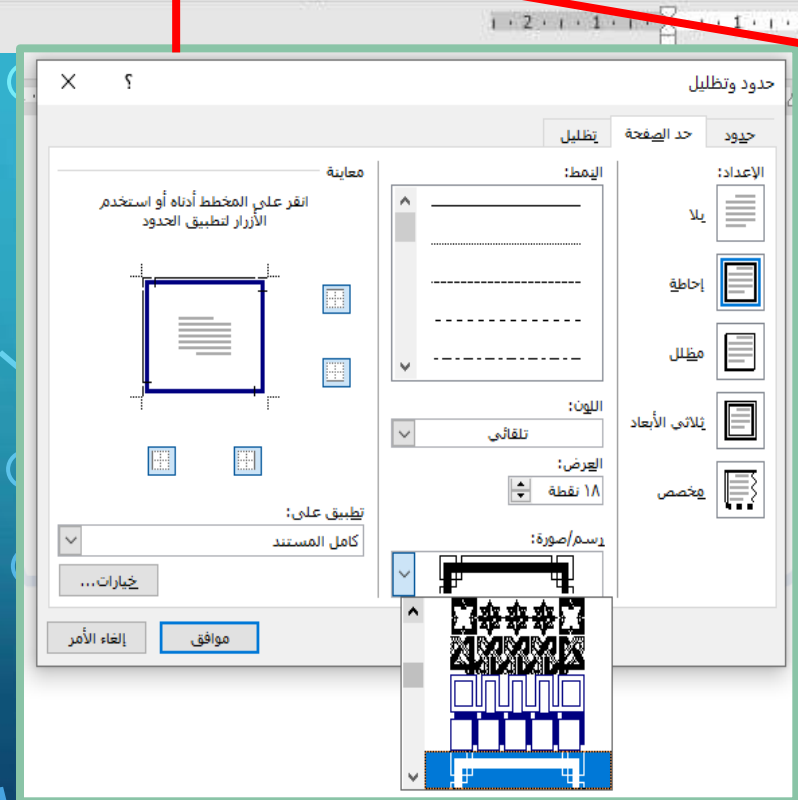 1 · 2 · 1 · 1 · 1
حدود وتظليل
؟
حدود
حد الصفحة
تظليل
الإعداد:
بلا
إحاطة
مظلل
ثلاثي الأبعاد
مخصص
النمط:
اللون:
تلقائي
العرض:
١٨ نقطة
رسم/صورة:
معاينة
انقر على المخطط أدناه أو استخدم
الأزرار لتطبيق الحدود
تطبيق على:
كامل المستند
خيارات...
موافق
إلغاء الأمر